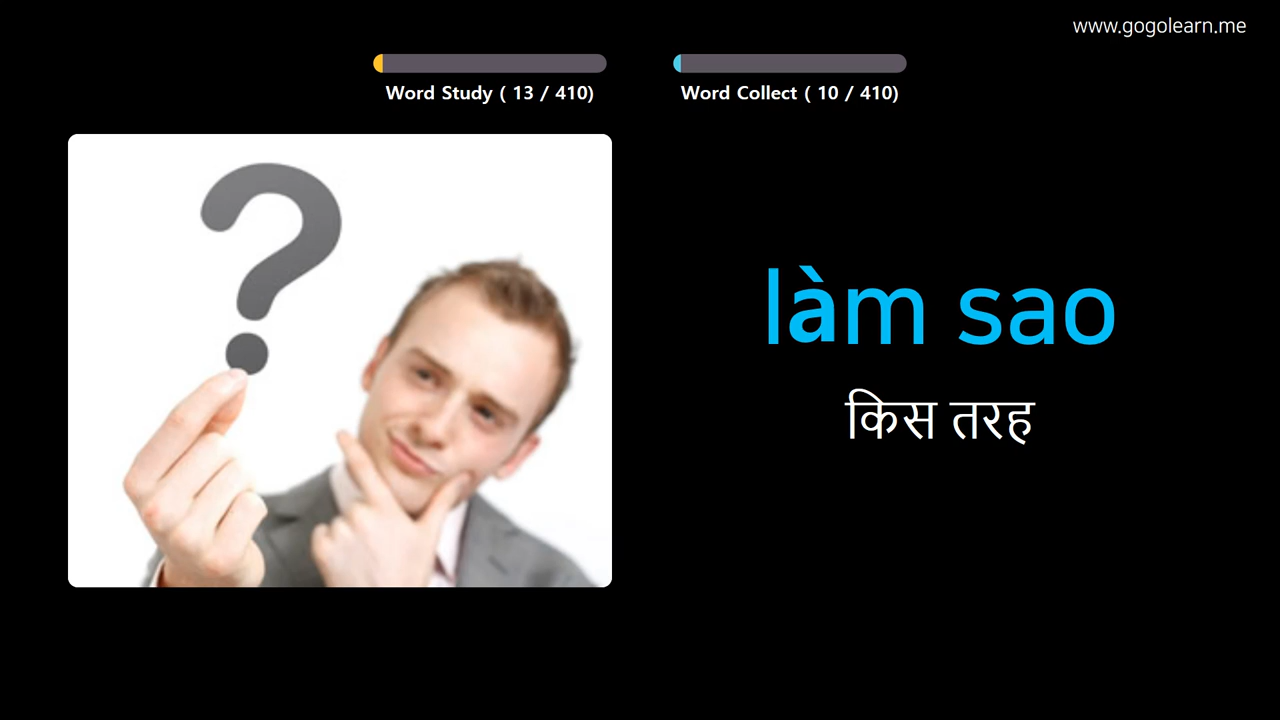 www.gogolearn.me
Word Study ( 13 / 410)
Word Collect ( 10 / 410)
?
làm sao
किस तरह